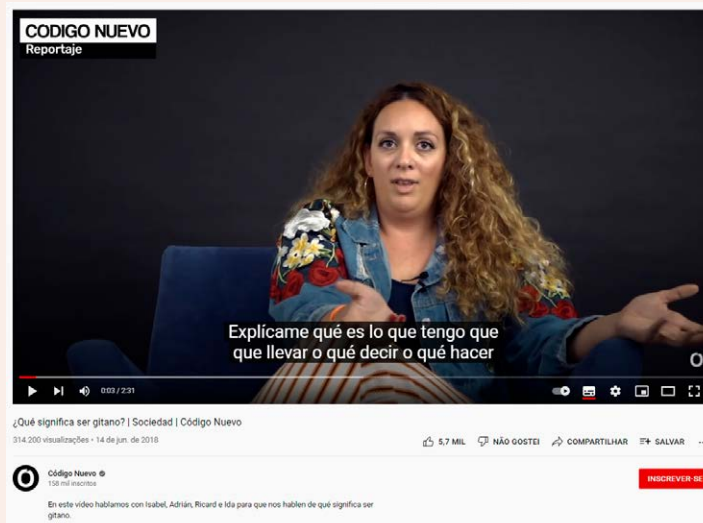 CODIGO NUEVO
Reportaje
Explícame qué es lo que tengo que
que llevar o qué decir o qué hacer
0:03 / 2:31
¿Qué significa ser gitano? | Sociedad | Código Nuevo
314.200 visualizações • 14 de jun. de 2018
5,7 MIL NÃO GOSTEI COMPARTILHAR SALVAR
Código Nuevo
158 mil inscritos
INSCREVER-SE
En este vídeo hablamos con Isabel, Adrián, Ricard e Ida para que nos hablen de qué significa ser
gitano.